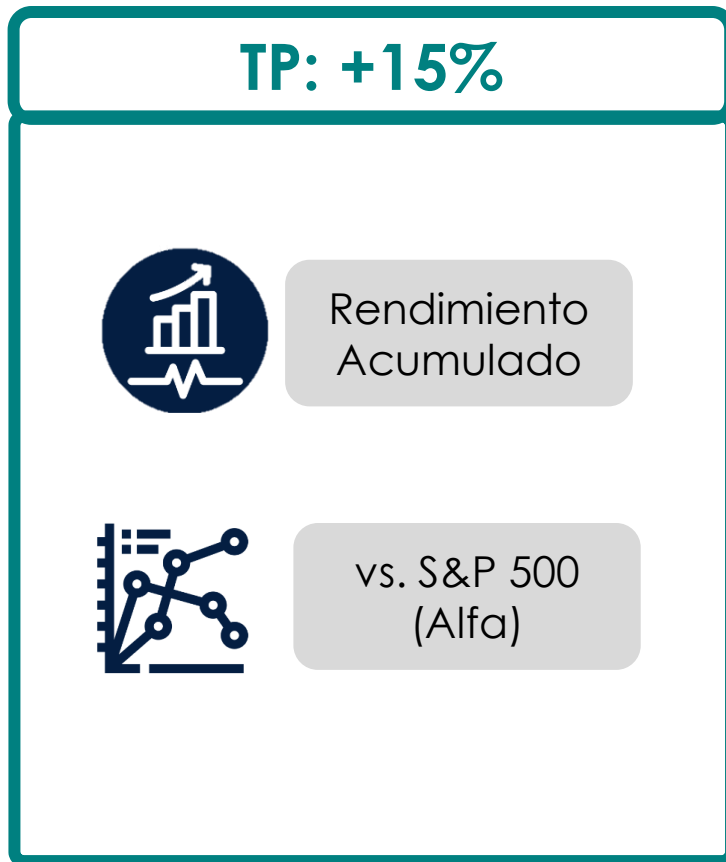 TP: +15%
Rendimiento
Acumulado
vs. S&P 500
(Alfa)